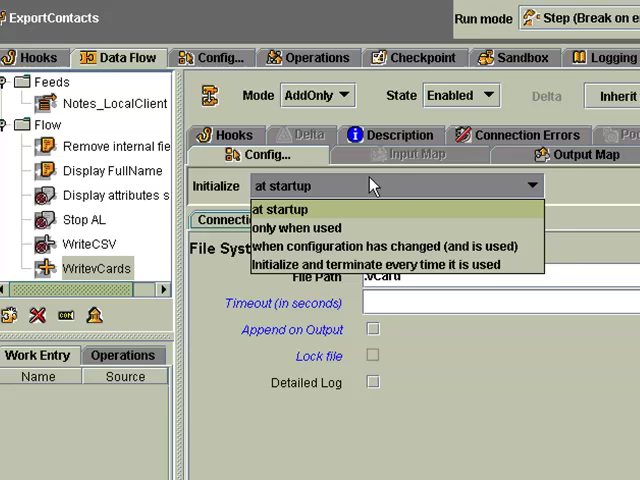 ExportContacts
Run mode Step (Break on e
Hooks Data Flow Config... Operations Checkpoint Sandbox Logging
Feeds
Notes_LocalClient
Flow
Remove internal fie
Display FullName
Display attributes s
Stop AL
WriteCSV
WritevCards
Work Entry Operations
Name Source
Mode AddOnly State Enabled Delta Inherit
Hooks Delta Description Connection Errors Poo
Config... Input Map Output Map
Initialize at startup
at startup
only when used
when configuration has changed (and is used)
Initialize and terminate every time it is used
Connectio
File Sys
File Path .vCard
Timeout (in seconds)
Append on Output
Lock file
Detailed Log